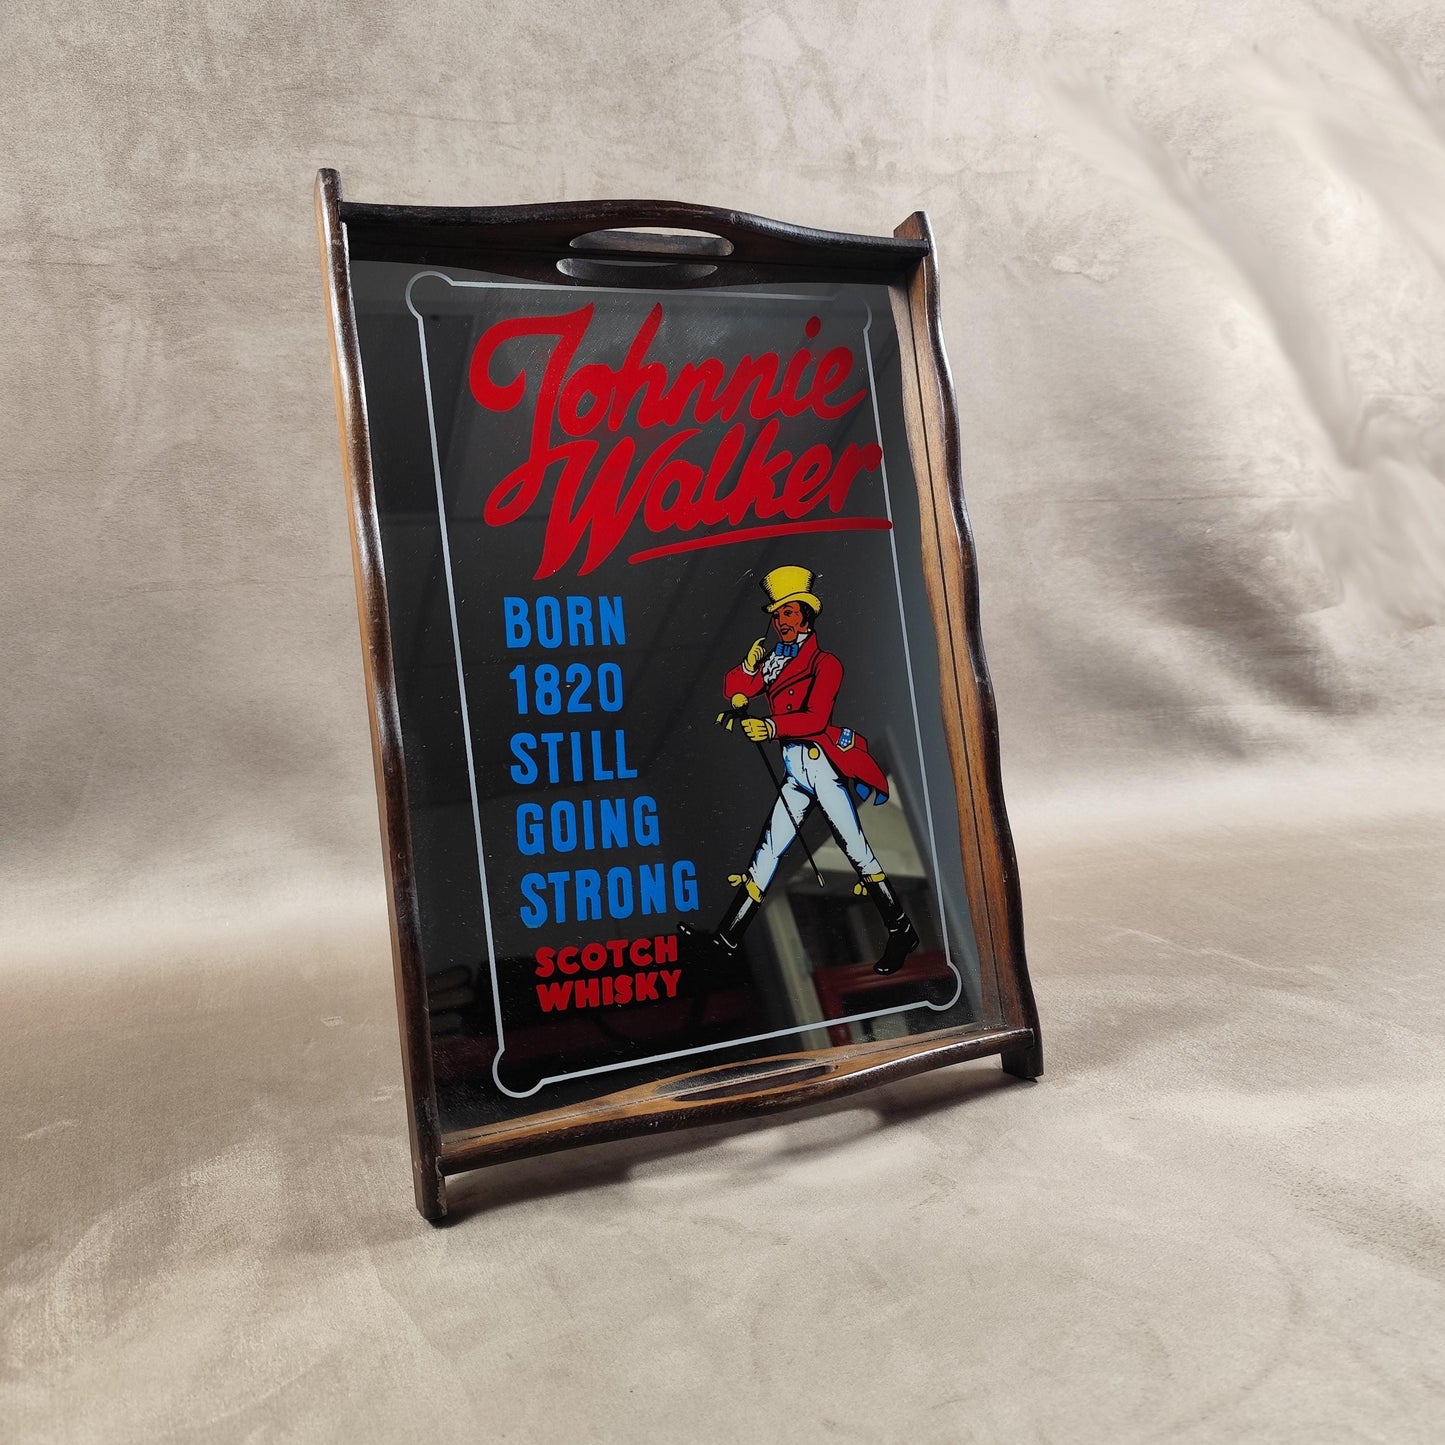 Johnnie
Walker
BORN
1820
STILL
GOING
STRONG
SCOTCH
WHISKY